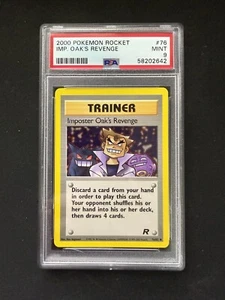 2000 POKEMON ROCKET #76
IMP. OAK'S REVENGE MINT
9
PSA 58202642
TRAINER
Imposter Oak's Revenge
Discard a card from your hand
in order to play this card.
Your opponent shuffles his
or her hand into his or her deck,
then draws 4 cards.
R